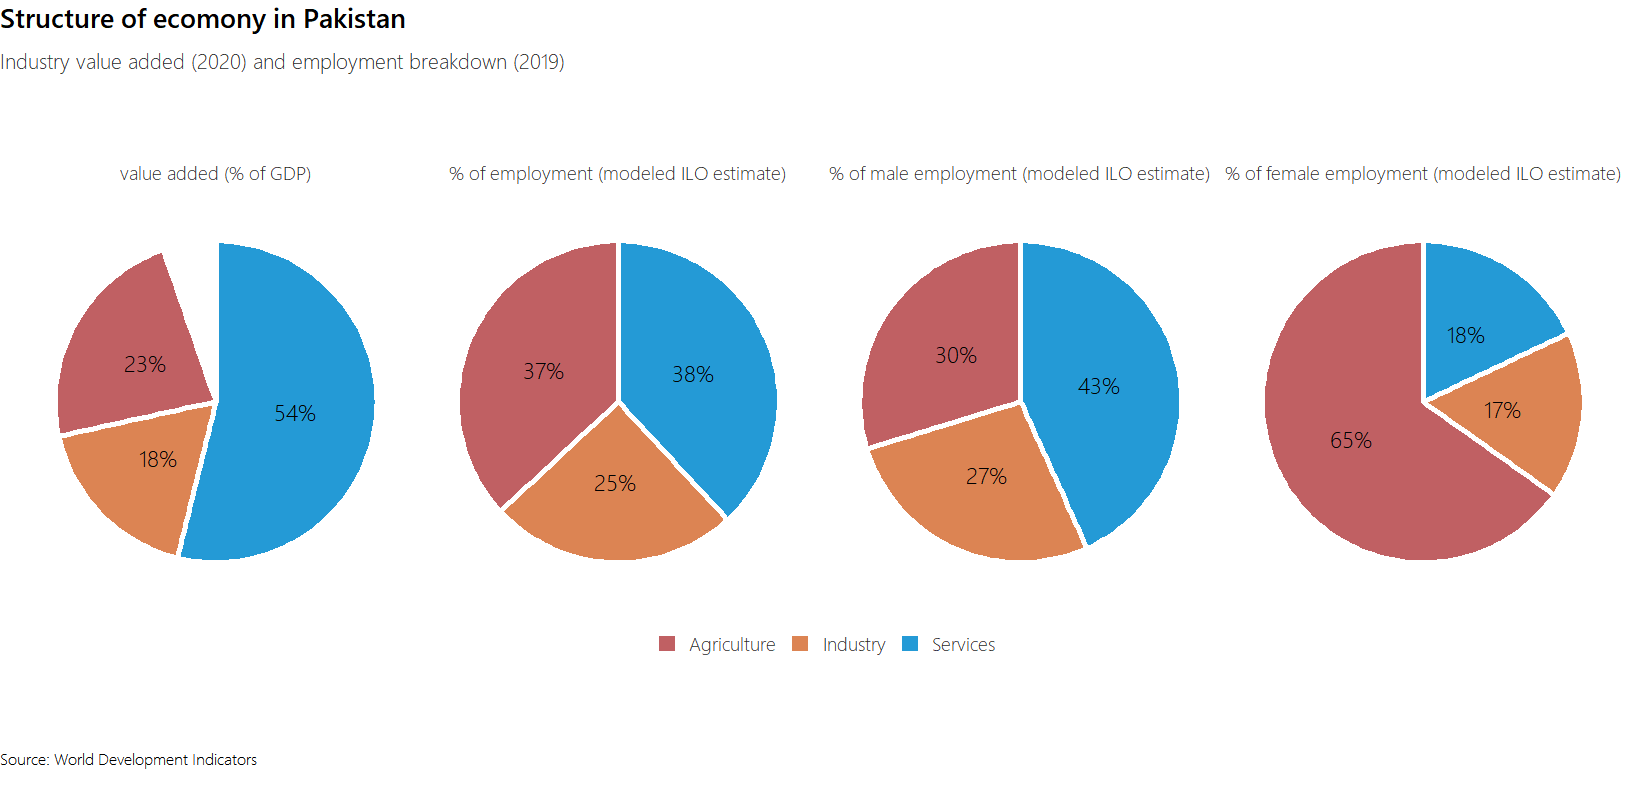 Structure of ecomony in Pakistan
Industry value added (2020) and employment breakdown (2019)
value added (% of GDP)
% of employment (modeled ILO estimate)
% of male employment (modeled ILO estimate)
% of female employment (modeled ILO estimate)
23%
54%
18%
37%
38%
25%
30%
43%
27%
18%
17%
65%
Agriculture
Industry
Services
Source: World Development Indicators